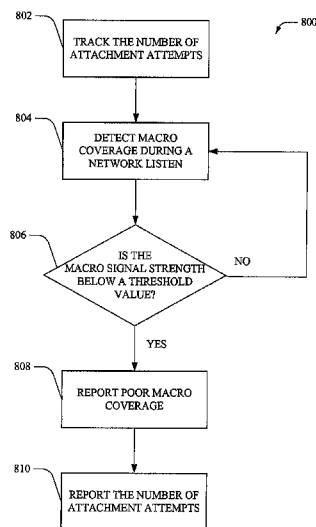 802
800
TRACK THE NUMBER OF
ATTACHMENT ATTEMPTS
804
DETECT MACRO
COVERAGE DURING A
NETWORK LISTEN
806
IS THE
MACRO SIGNAL STRENGTH
BELOW A THRESHOLD
VALUE?
NO
YES
808
REPORT POOR MACRO
COVERAGE
810
REPORT THE NUMBER OF
ATTACHMENT ATTEMPTS